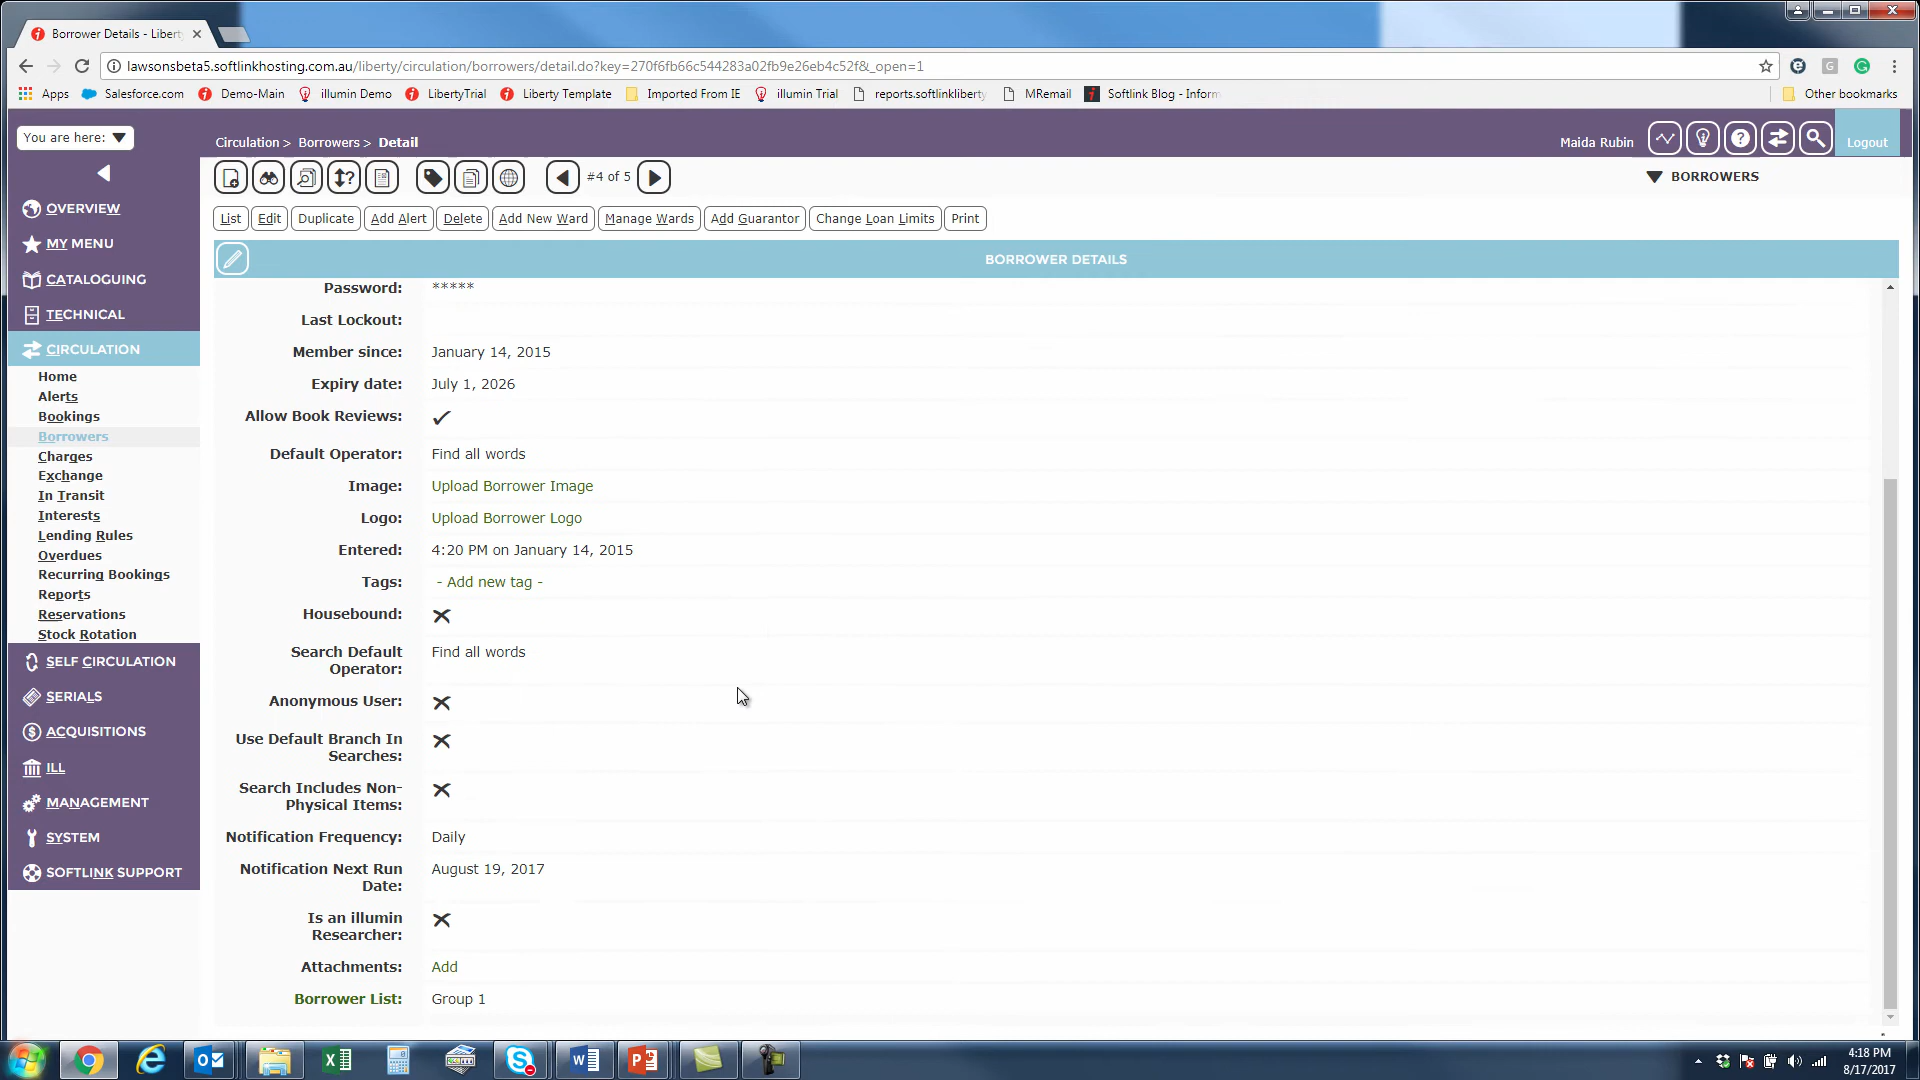 Borrower Details - Libert
lawsonsbeta5.softlinkhosting.com.au/liberty/circulation/borrowers/detail.do?key=270f6fb66c544283a02fb9e26eb4c52f&_open=1
Apps Salesforce.com Demo-Main illumin Demo LibertyTrial Liberty Template Imported From IE illumin Trial reports.softlinkliberty MRemail Softlink Blog - Inform Other bookmarks
You are here:
Circulation > Borrowers > Detail
Maida Rubin
Logout
#4 of 5
BORROWERS
List Edit Duplicate Add Alert Delete Add New Ward Manage Wards Add Guarantor Change Loan Limits Print
OVERVIEW
MY MENU
CATALOGUING
TECHNICAL
CIRCULATION
Home
Alerts
Bookings
Borrowers
Charges
Exchange
In Transit
Interests
Lending Rules
Overdues
Recurring Bookings
Reports
Reservations
Stock Rotation
SELF CIRCULATION
SERIALS
ACQUISITIONS
ILL
MANAGEMENT
SYSTEM
SOFTLINK SUPPORT
BORROWER DETAILS
Password: *****
Last Lockout:
Member since: January 14, 2015
Expiry date: July 1, 2026
Allow Book Reviews:
Default Operator: Find all words
Image: Upload Borrower Image
Logo: Upload Borrower Logo
Entered: 4:20 PM on January 14, 2015
Tags: - Add new tag -
Housebound:
Search Default Find all words
Operator:
Anonymous User:
Use Default Branch In
Searches:
Search Includes Non-
Physical Items:
Notification Frequency: Daily
Notification Next Run August 19, 2017
Date:
Is an illumin
Researcher:
Attachments: Add
Borrower List: Group 1
4:18 PM
8/17/2017